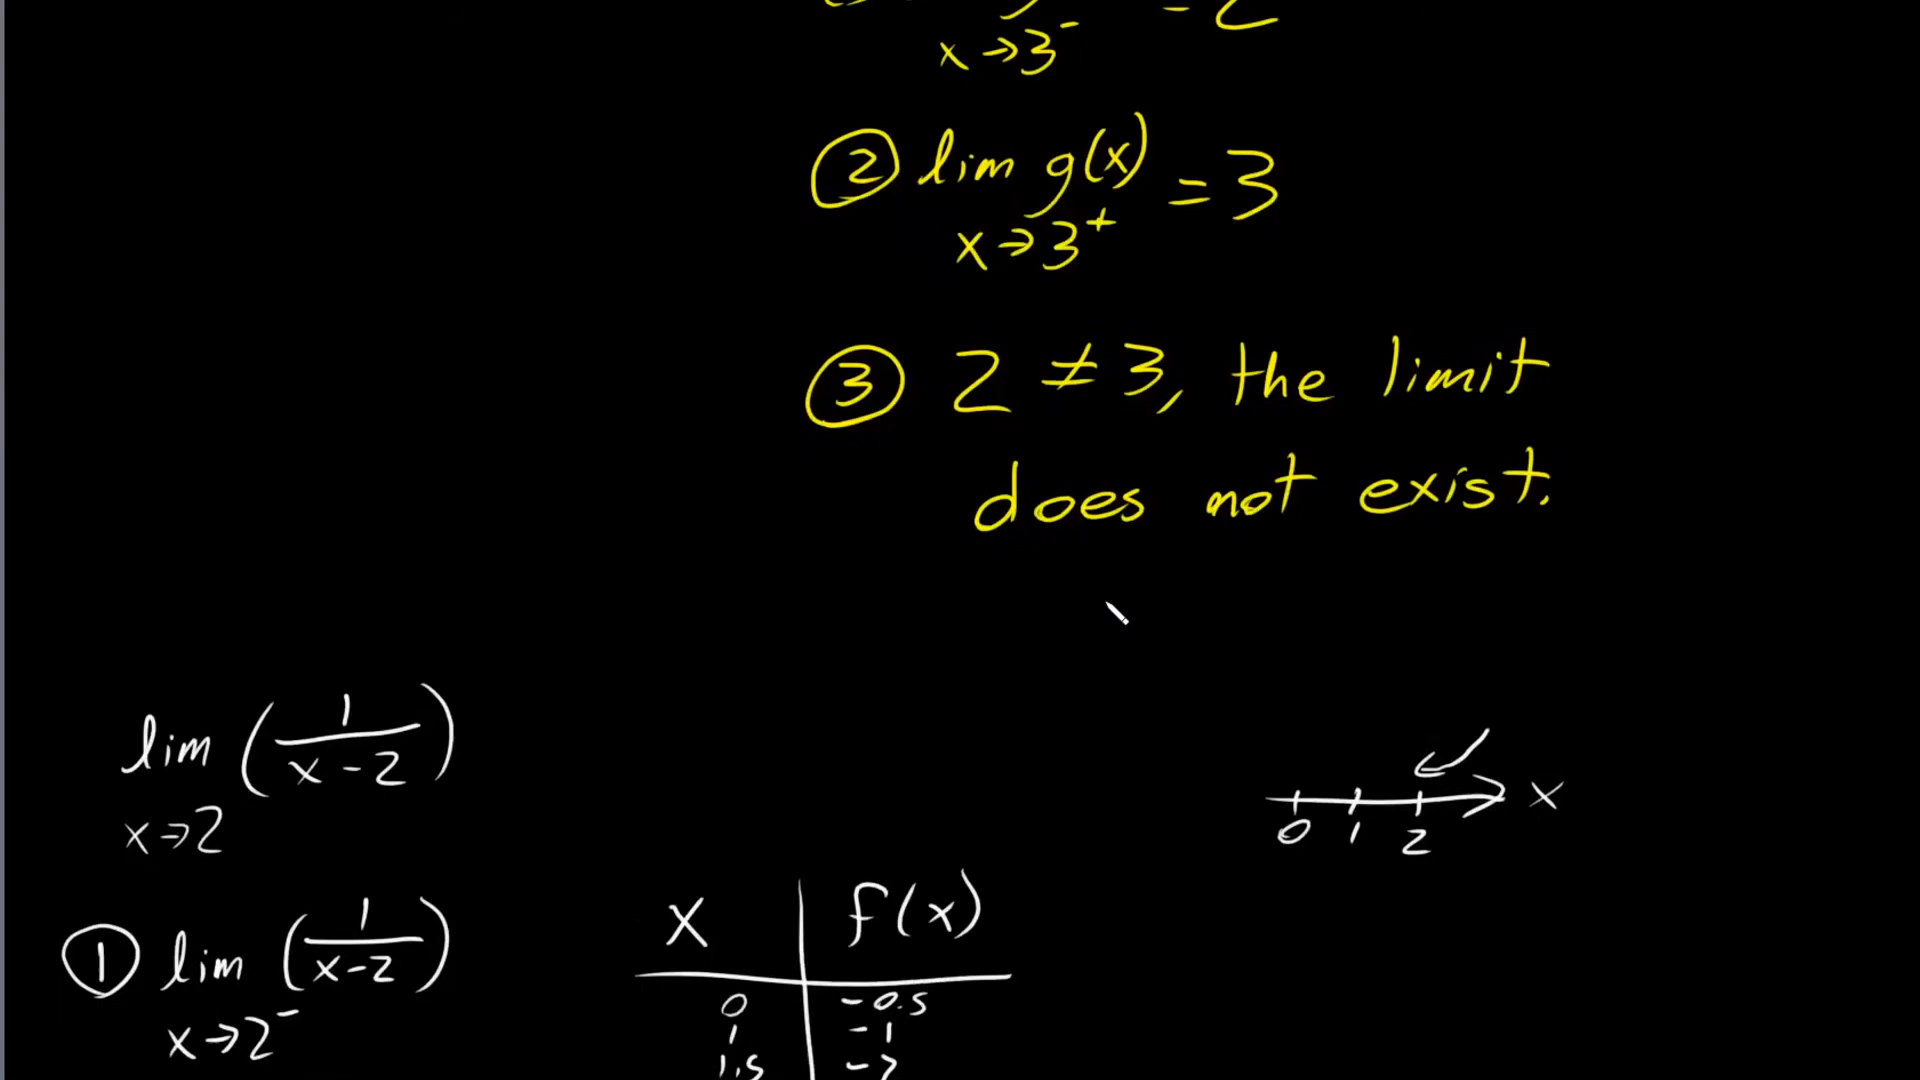 x→3⁻ = 2
② lim g(x) = 3
x→3⁺
③ 2 ≠ 3, the limit
does not exist.
lim (1/(x-2))
x→2
0 1 2 x
① lim (1/(x-2))
x→2⁻
x f(x)
0 -0.5
1 -1
1.5 -2